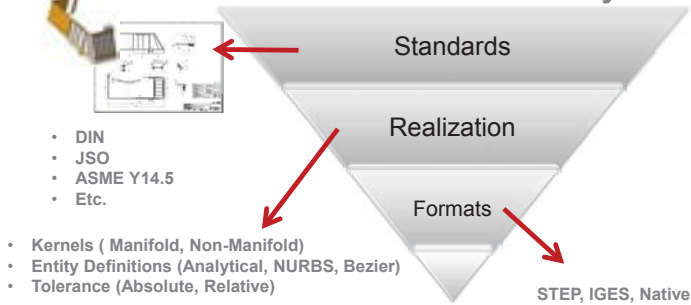 Standards
Realization
Formats
• DIN
• JSO
• ASME Y14.5
• Etc.
• Kernels ( Manifold, Non-Manifold)
• Entity Definitions (Analytical, NURBS, Bezier)
• Tolerance (Absolute, Relative)
STEP, IGES, Native